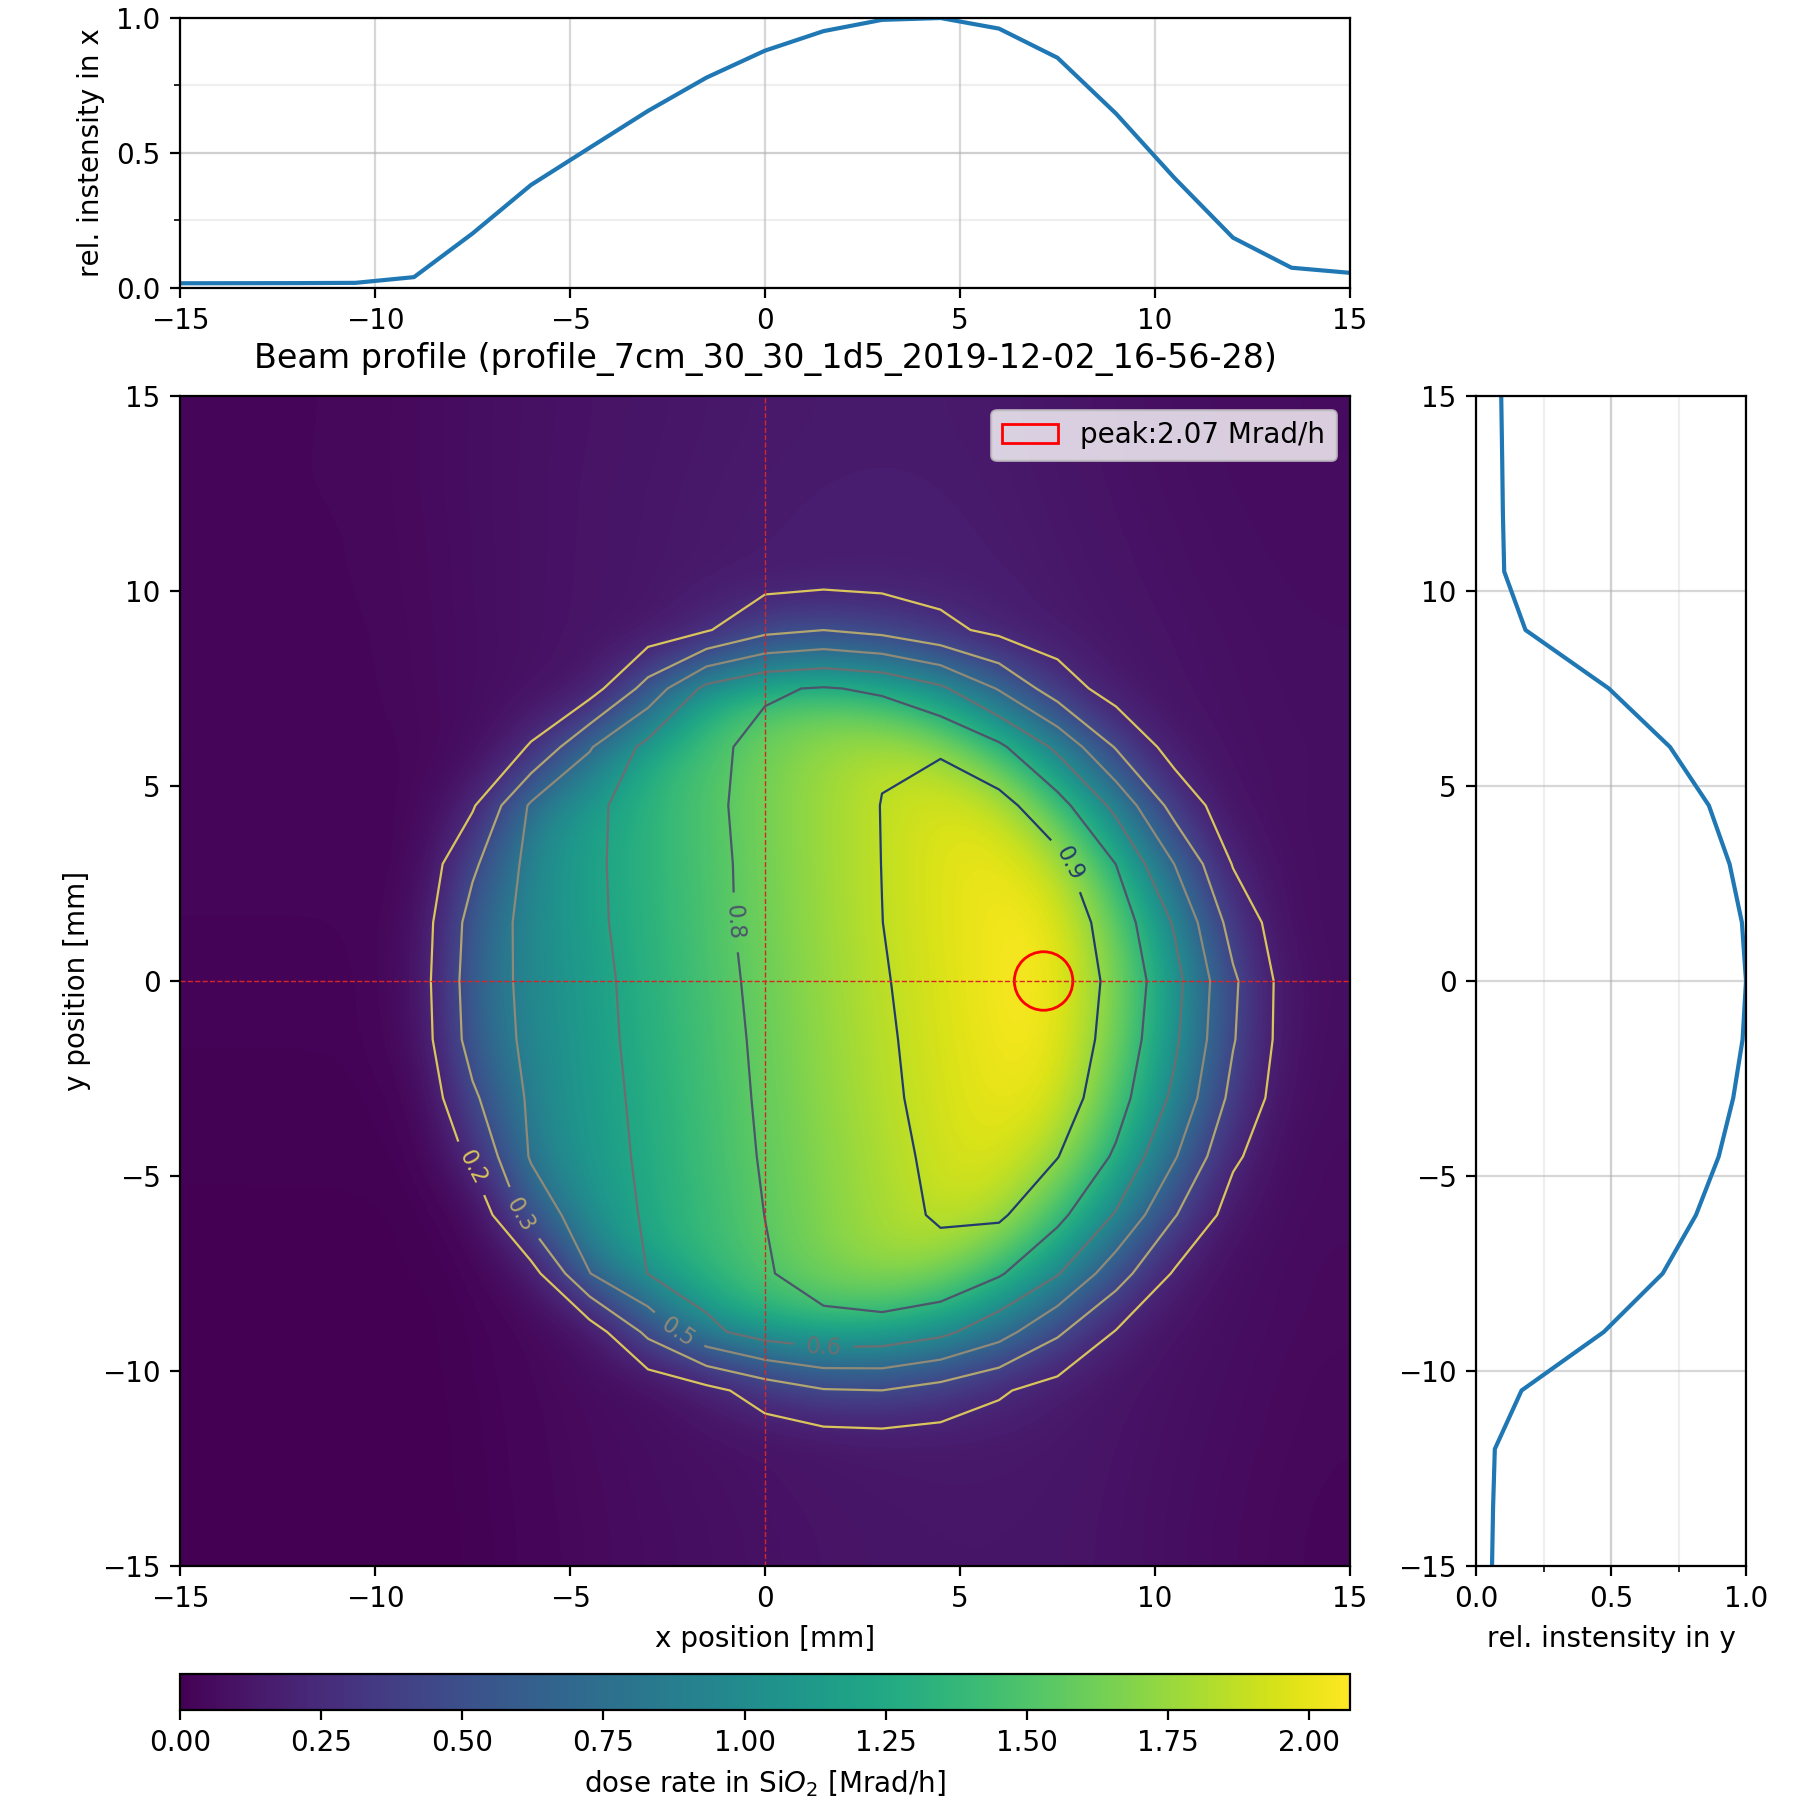 rel. instensity in x
1.0
0.5
0.0
−15 −10 −5 0 5 10 15
Beam profile (profile_7cm_30_30_1d5_2019-12-02_16-56-28)
peak:2.07 Mrad/h
y position [mm]
15
10
5
0
−5
−10
−15
0.9
0.8
0.2
0.3
0.5
0.6
−15 −10 −5 0 5 10 15
x position [mm]
15
10
5
0
−5
−10
−15
0.0 0.5 1.0
rel. instensity in y
0.00 0.25 0.50 0.75 1.00 1.25 1.50 1.75 2.00
dose rate in SiO₂ [Mrad/h]